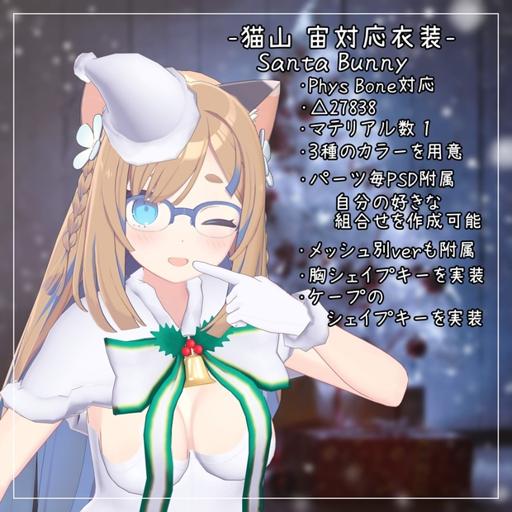 -猫山 宙対応衣装-
Santa Bunny
・Phys Bone対応
・△27838
・マテリアル数 1
・3種のカラーを用意
・パーツ毎PSD附属
自分の好きな
組合せを作成可能
・メッシュ別verも附属
・胸シェイプキーを実装
・ケープの
シェイプキーを実装